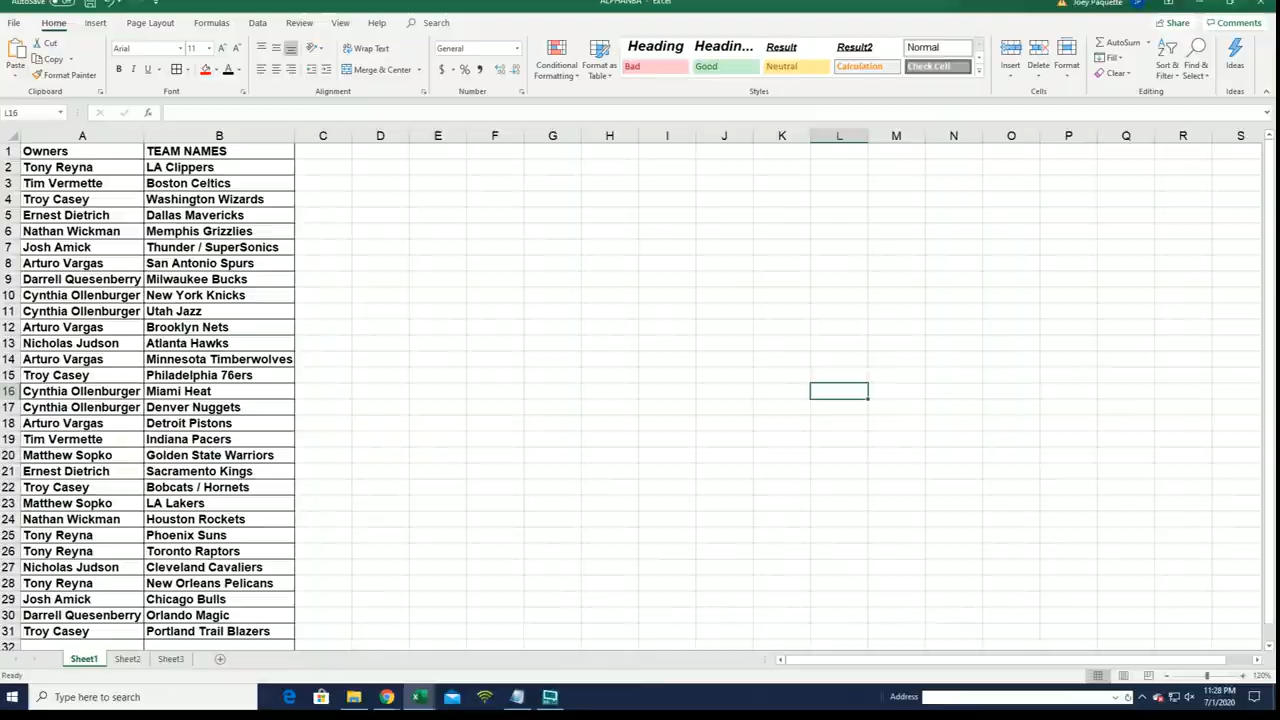 AutoSave
ALPHANBA - Excel
Joey Paquette
File Home Insert Page Layout Formulas Data Review View Help Search Share Comments
Paste Cut Copy Format Painter Clipboard
Arial 11 Font
Wrap Text Merge & Center Alignment
General Number
Conditional Formatting Format as Table
Heading Headin... Result Result2 Normal
Bad Good Neutral Calculation Check Cell
Styles
Insert Delete Format Cells
AutoSum Fill Clear Sort & Filter Find & Select Editing
Ideas Ideas
L16
A B C D E F G H I J K L M N O P Q R S
1 Owners TEAM NAMES
2 Tony Reyna LA Clippers
3 Tim Vermette Boston Celtics
4 Troy Casey Washington Wizards
5 Ernest Dietrich Dallas Mavericks
6 Nathan Wickman Memphis Grizzlies
7 Josh Amick Thunder / SuperSonics
8 Arturo Vargas San Antonio Spurs
9 Darrell Quesenberry Milwaukee Bucks
10 Cynthia Ollenburger New York Knicks
11 Cynthia Ollenburger Utah Jazz
12 Arturo Vargas Brooklyn Nets
13 Nicholas Judson Atlanta Hawks
14 Arturo Vargas Minnesota Timberwolves
15 Troy Casey Philadelphia 76ers
16 Cynthia Ollenburger Miami Heat
17 Cynthia Ollenburger Denver Nuggets
18 Arturo Vargas Detroit Pistons
19 Tim Vermette Indiana Pacers
20 Matthew Sopko Golden State Warriors
21 Ernest Dietrich Sacramento Kings
22 Troy Casey Bobcats / Hornets
23 Matthew Sopko LA Lakers
24 Nathan Wickman Houston Rockets
25 Tony Reyna Phoenix Suns
26 Tony Reyna Toronto Raptors
27 Nicholas Judson Cleveland Cavaliers
28 Tony Reyna New Orleans Pelicans
29 Josh Amick Chicago Bulls
30 Darrell Quesenberry Orlando Magic
31 Troy Casey Portland Trail Blazers
32
Sheet1 Sheet2 Sheet3
Ready 120%
Type here to search Address 11:28 PM
7/1/2020